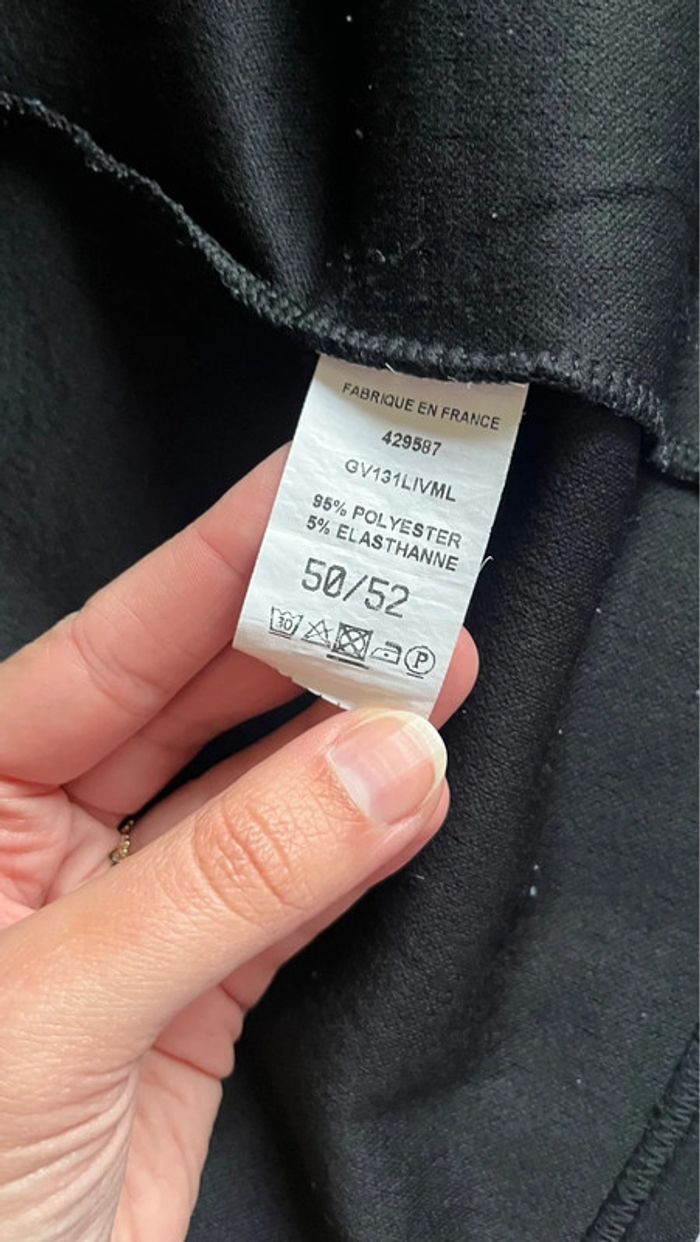 FABRIQUE EN FRANCE
429587
GV131LIVML
95% POLYESTER
5% ELASTHANNE
50/52
30 P